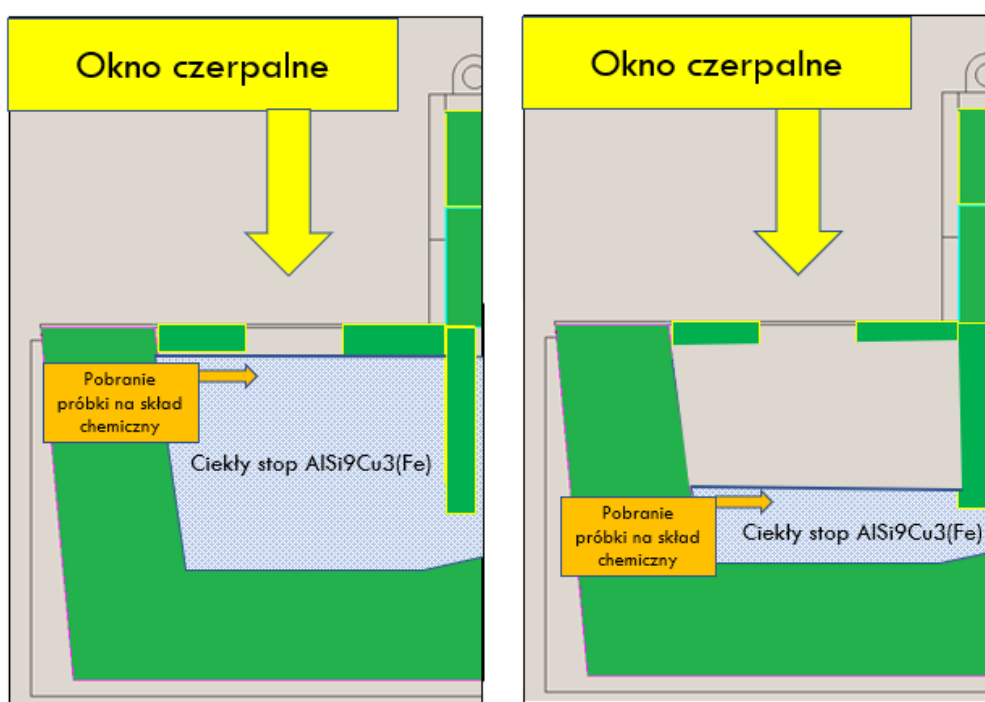 Okno czerpalne
Pobranie
próbki na skład
chemiczny
Ciekły stop AlSi9Cu3(Fe)
Okno czerpalne
Pobranie
próbki na skład
chemiczny
Ciekły stop AlSi9Cu3(Fe)